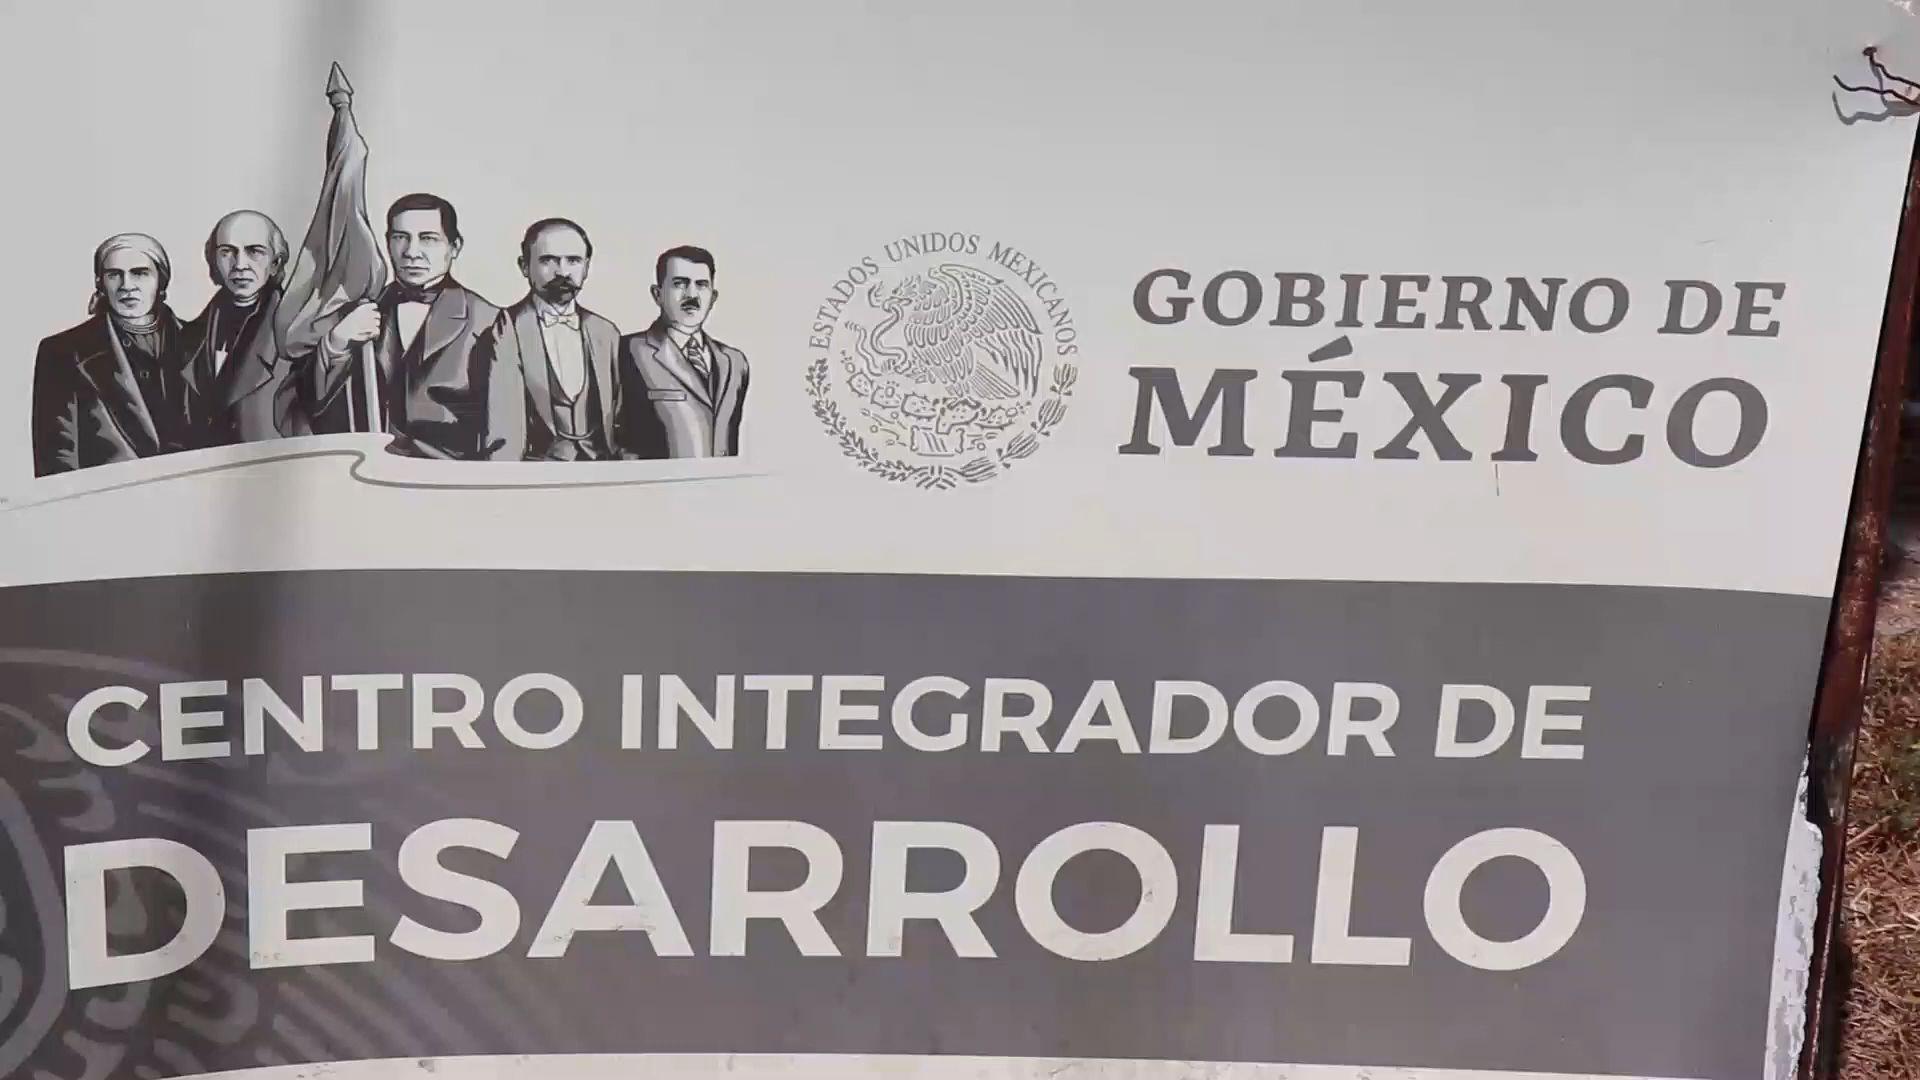 ESTADOS UNIDOS MEXICANOS
GOBIERNO DE
MÉXICO
CENTRO INTEGRADOR DE
DESARROLLO